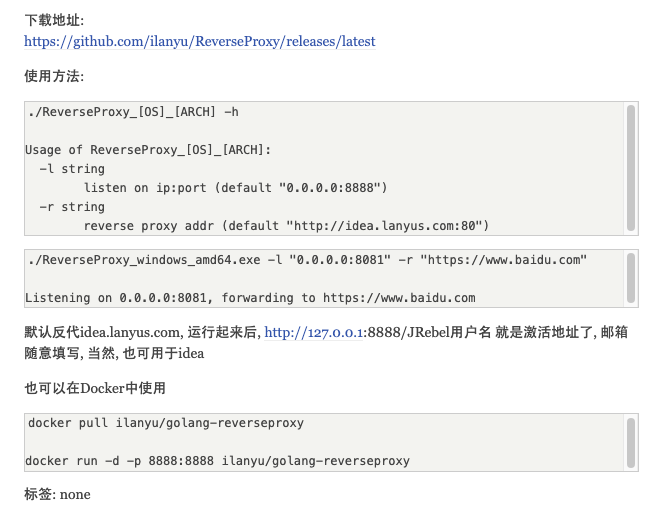 下载地址:
https://github.com/ilanyu/ReverseProxy/releases/latest
使用方法:
./ReverseProxy_[OS]_[ARCH] -h
Usage of ReverseProxy_[OS]_[ARCH]:
-l string
listen on ip:port (default "0.0.0.0:8888")
-r string
reverse proxy addr (default "http://idea.lanyus.com:80")
./ReverseProxy_windows_amd64.exe -l "0.0.0.0:8081" -r "https://www.baidu.com"
Listening on 0.0.0.0:8081, forwarding to https://www.baidu.com
默认反代idea.lanyus.com, 运行起来后, http://127.0.0.1:8888/JRebel用户名 就是激活地址了, 邮箱
随意填写, 当然, 也可用于idea
也可以在Docker中使用
docker pull ilanyu/golang-reverseproxy
docker run -d -p 8888:8888 ilanyu/golang-reverseproxy
标签: none